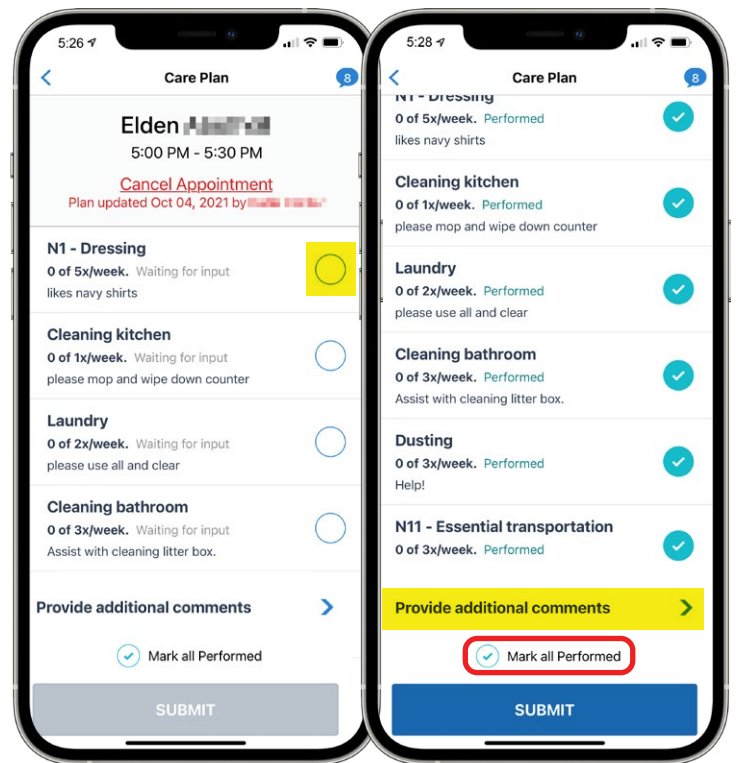 5:26
Care Plan
8
Elden
5:00 PM - 5:30 PM
Cancel Appointment
Plan updated Oct 04, 2021 by
N1 - Dressing
0 of 5x/week. Waiting for input
likes navy shirts
Cleaning kitchen
0 of 1x/week. Waiting for input
please mop and wipe down counter
Laundry
0 of 2x/week. Waiting for input
please use all and clear
Cleaning bathroom
0 of 3x/week. Waiting for input
Assist with cleaning litter box.
Provide additional comments
Mark all Performed
SUBMIT
5:28
Care Plan
8
N1 - Dressing
0 of 5x/week. Performed
likes navy shirts
Cleaning kitchen
0 of 1x/week. Performed
please mop and wipe down counter
Laundry
0 of 2x/week. Performed
please use all and clear
Cleaning bathroom
0 of 3x/week. Performed
Assist with cleaning litter box.
Dusting
0 of 3x/week. Performed
Help!
N11 - Essential transportation
0 of 3x/week. Performed
Provide additional comments
Mark all Performed
SUBMIT